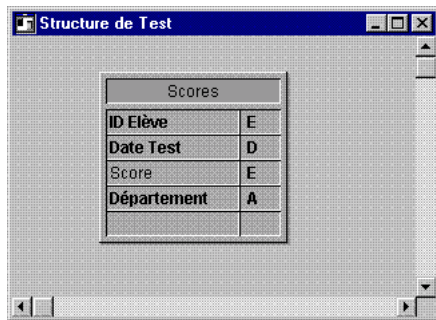 Structure de Test
Scores
ID Elève E
Date Test D
Score E
Département A